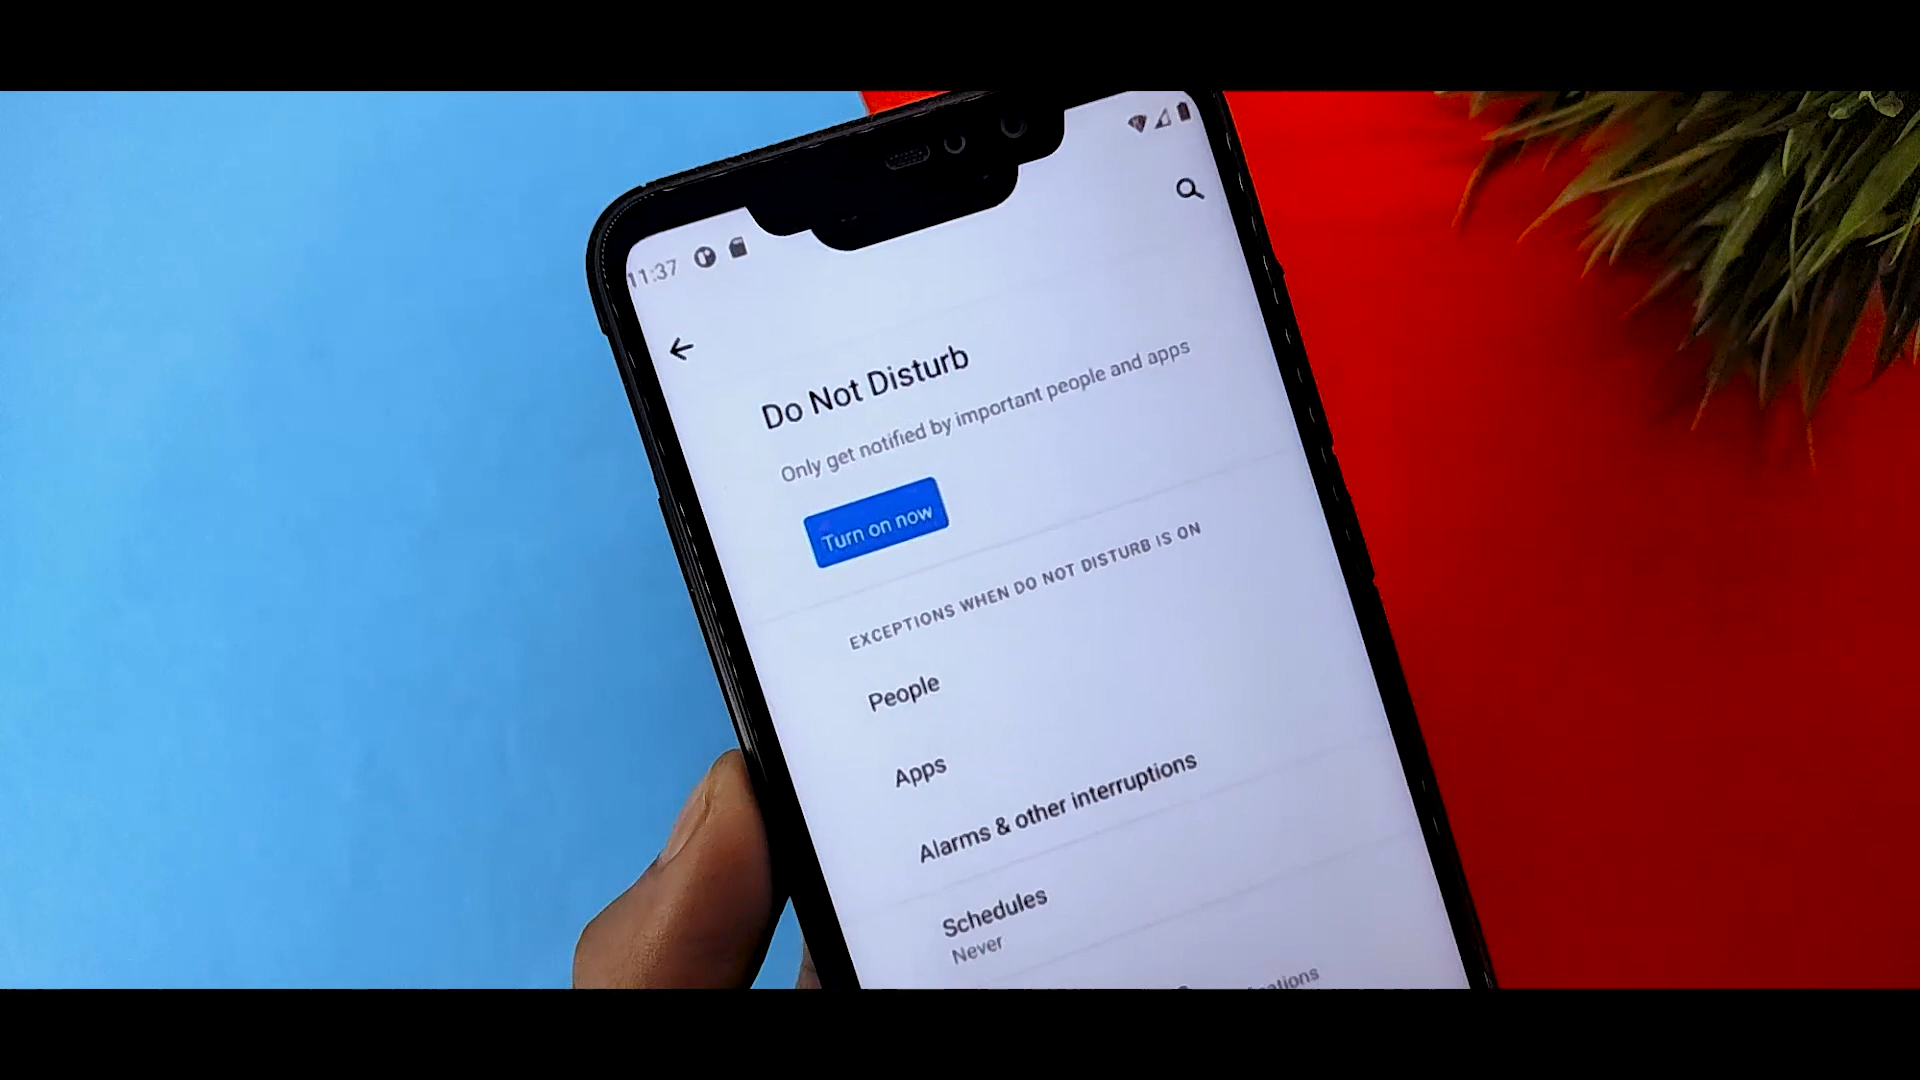 11:37
Do Not Disturb
Only get notified by important people and apps
Turn on now
EXCEPTIONS WHEN DO NOT DISTURB IS ON
People
Apps
Alarms & other interruptions
Schedules
Never